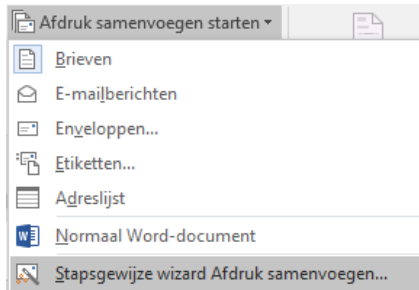 Afdruk samenvoegen starten
Brieven
E-mailberichten
Enveloppen...
Etiketten...
Adreslijst
Normaal Word-document
Stapsgewijze wizard Afdruk samenvoegen...